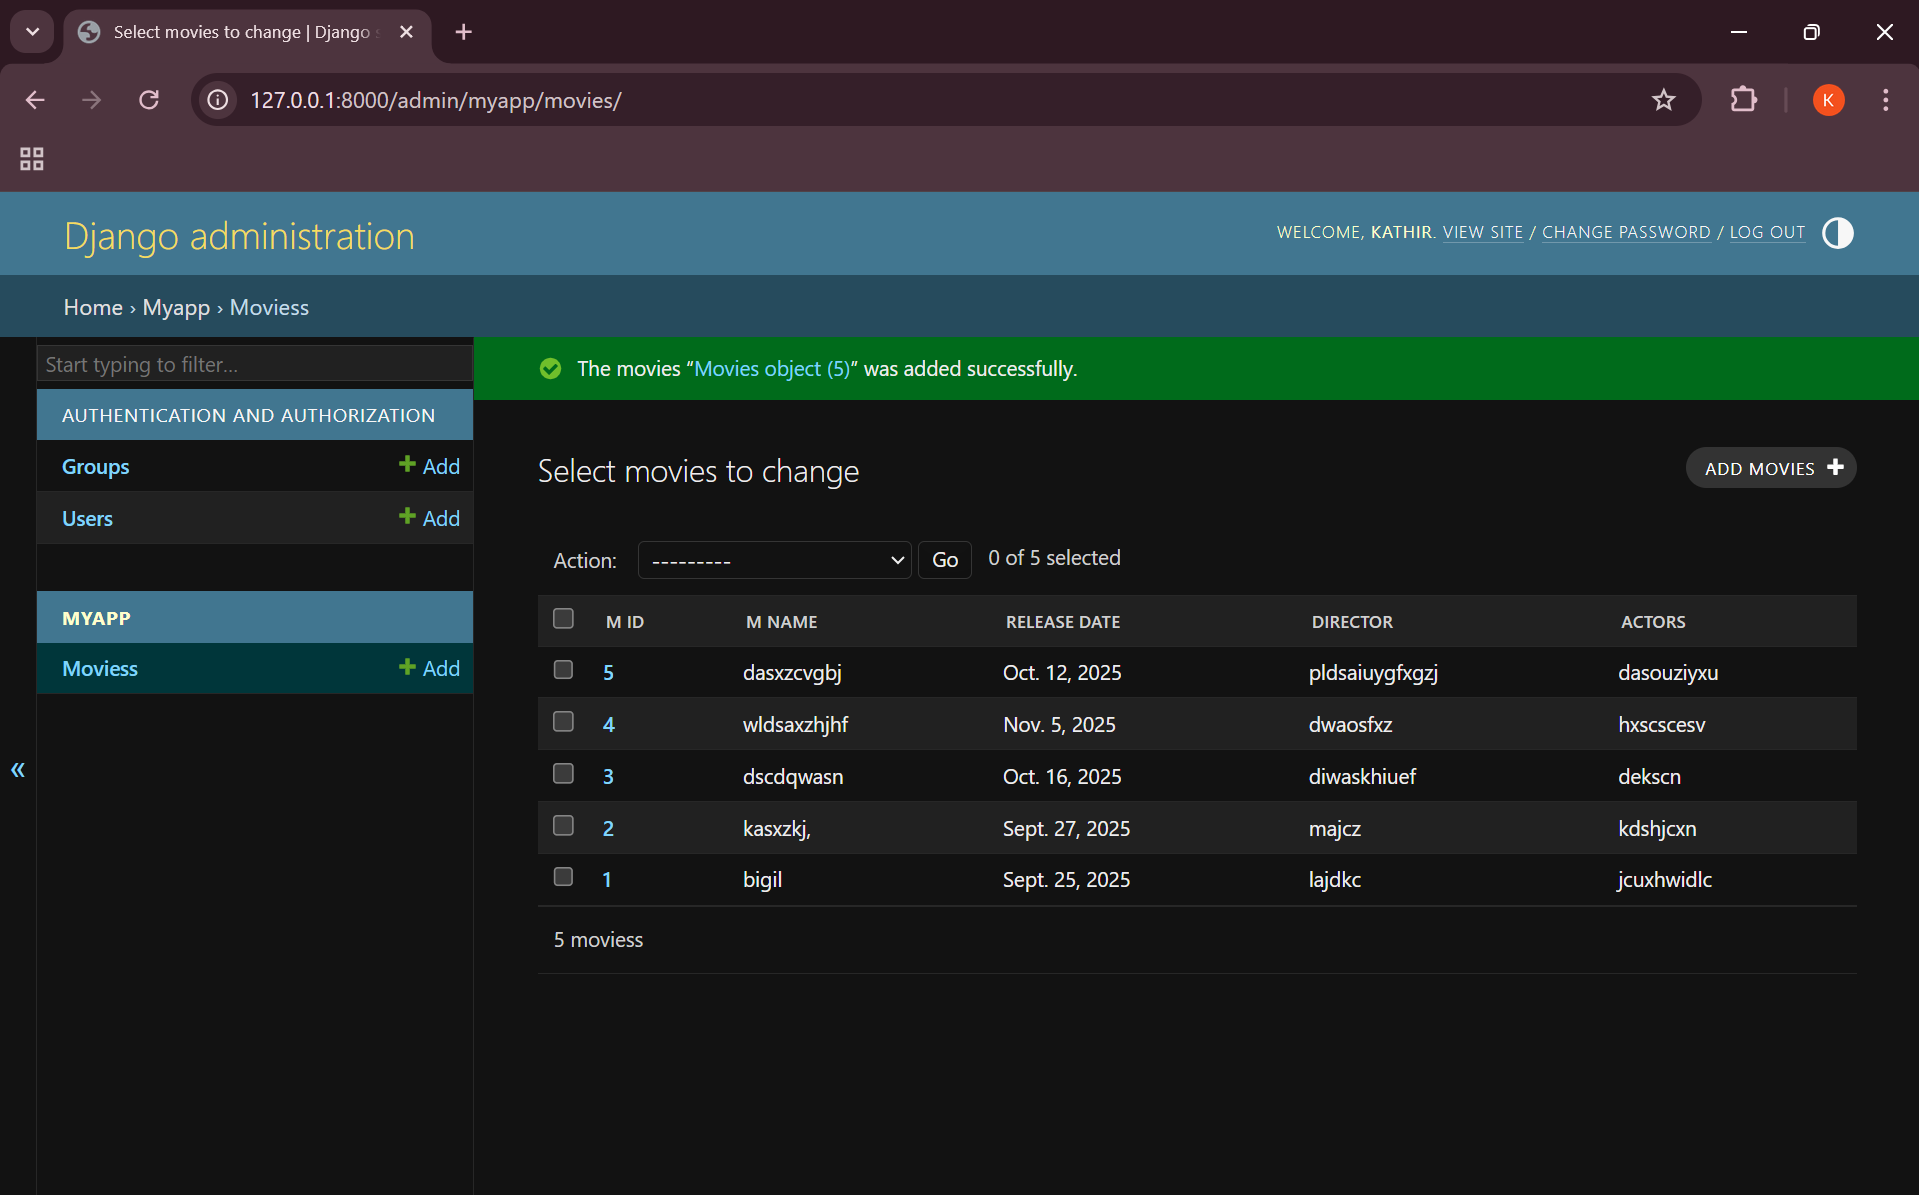 Select movies to change | Django s
127.0.0.1:8000/admin/myapp/movies/
K
Django administration
WELCOME, KATHIR. VIEW SITE / CHANGE PASSWORD / LOG OUT
Home › Myapp › Moviess
Start typing to filter...
AUTHENTICATION AND AUTHORIZATION
Groups + Add
Users + Add
MYAPP
Moviess + Add
«
The movies “Movies object (5)” was added successfully.
Select movies to change
ADD MOVIES +
Action: --------- Go 0 of 5 selected
M ID M NAME RELEASE DATE DIRECTOR ACTORS
5 dasxzcvgbj Oct. 12, 2025 pldsaiuygfxgzj dasouziyxu
4 wldsaxzhjhf Nov. 5, 2025 dwaosfxz hxscscesv
3 dscdqwasn Oct. 16, 2025 diwaskhiuef dekscn
2 kasxzkj, Sept. 27, 2025 majcz kdshjcxn
1 bigil Sept. 25, 2025 lajdkc jcuxhwidlc
5 moviess